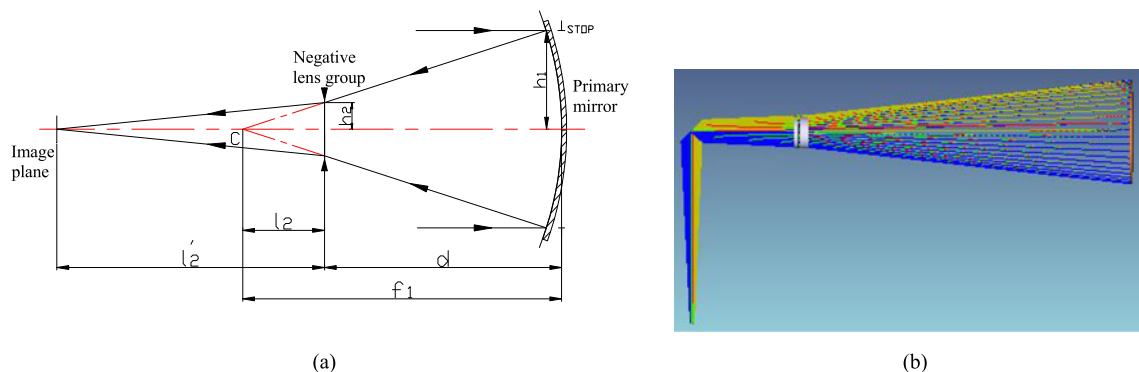 STOP
Negative
lens group
h1
Primary
mirror
h2
C
Image
plane
l2
l2'
d
f1
(a)
(b)